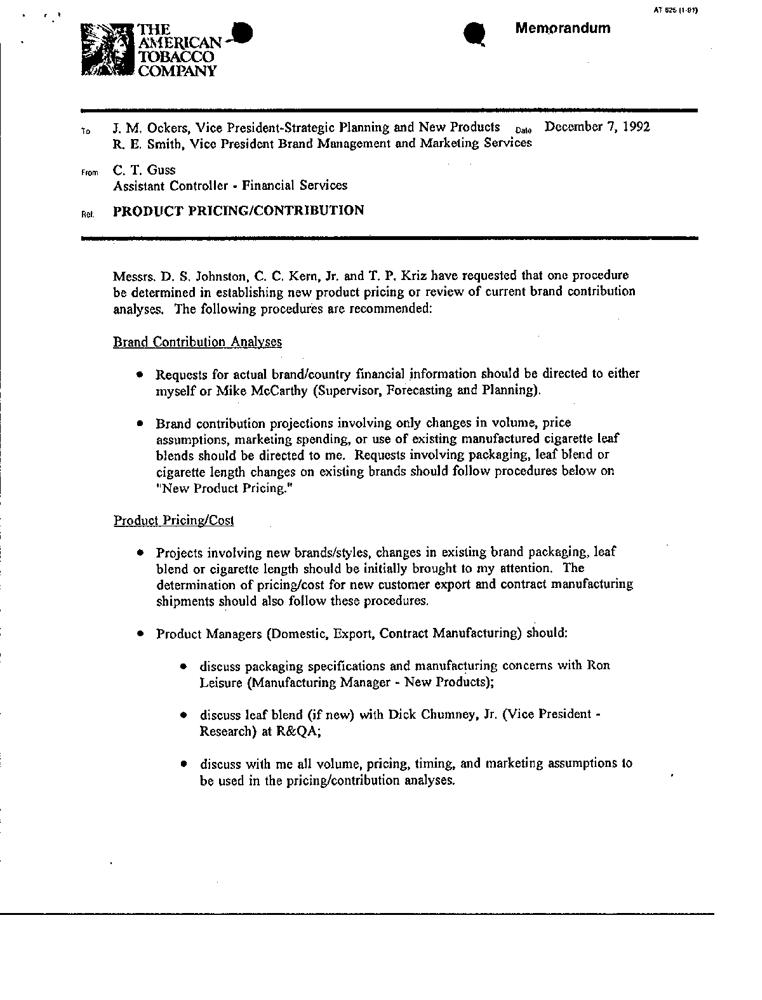 AT 825 (1-91)
THE
AMERICAN
TOBACCO
COMPANY
Memorandum
To J. M. Ockers, Vice President-Strategic Planning and New Products Date December 7, 1992
R. E. Smith, Vice President Brand Management and Marketing Services
From C. T. Guss
Assistant Controller - Financial Services
Ref. PRODUCT PRICING/CONTRIBUTION
Messrs. D. S. Johnston, C. C. Kern, Jr. and T. P. Kriz have requested that one procedure
be determined in establishing new product pricing or review of current brand contribution
analyses. The following procedures are recommended:
Brand Contribution Analyses
• Requests for actual brand/country financial information should be directed to either
myself or Mike McCarthy (Supervisor, Forecasting and Planning).
• Brand contribution projections involving only changes in volume, price
assumptions, marketing spending, or use of existing manufactured cigarette leaf
blends should be directed to me. Requests involving packaging, leaf blend or
cigarette length changes on existing brands should follow procedures below on
"New Product Pricing."
Product Pricing/Cost
• Projects involving new brands/styles, changes in existing brand packaging, leaf
blend or cigarette length should be initially brought to my attention. The
determination of pricing/cost for new customer export and contract manufacturing
shipments should also follow these procedures.
• Product Managers (Domestic, Export, Contract Manufacturing) should:
• discuss packaging specifications and manufacturing concerns with Ron
Leisure (Manufacturing Manager - New Products);
• discuss leaf blend (if new) with Dick Chumney, Jr. (Vice President -
Research) at R&QA;
• discuss with me all volume, pricing, timing, and marketing assumptions to
be used in the pricing/contribution analyses.